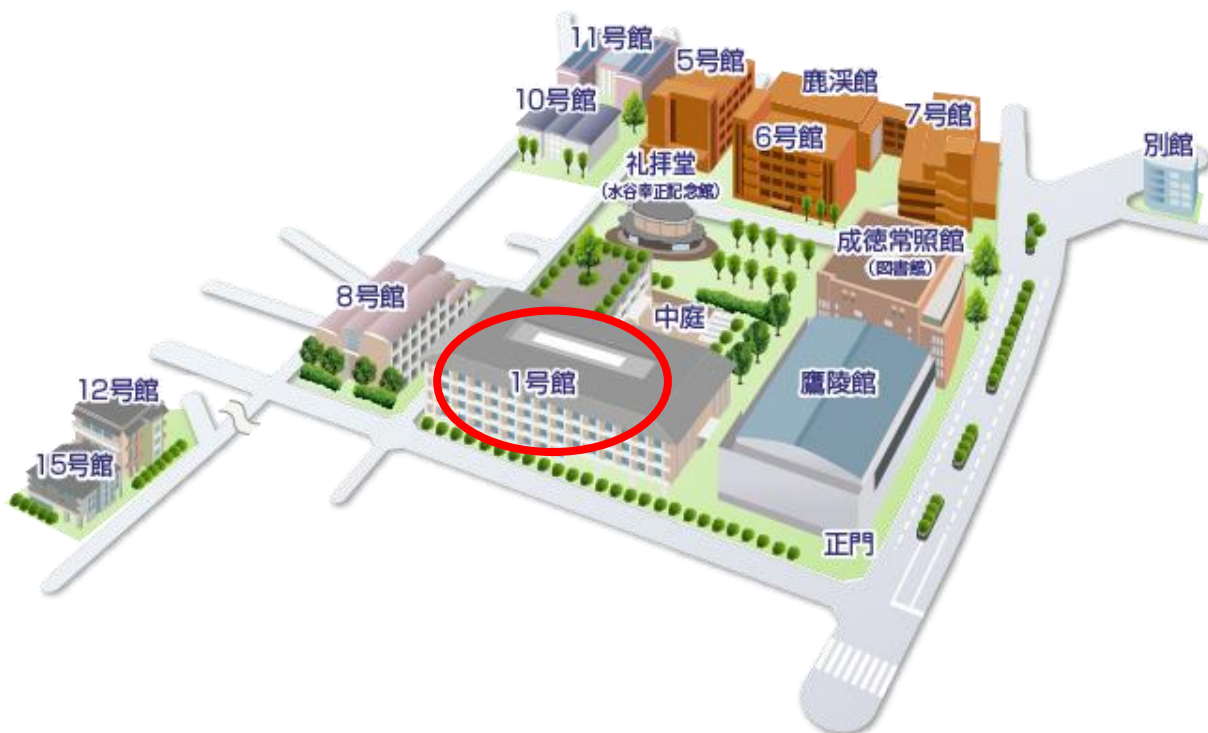 11号館
5号館
鹿渓館
10号館
7号館
6号館
別館
礼拝堂
(水谷幸正記念館)
成徳常照館
(図書館)
8号館
中庭
1号館
鷹陵館
12号館
15号館
正門